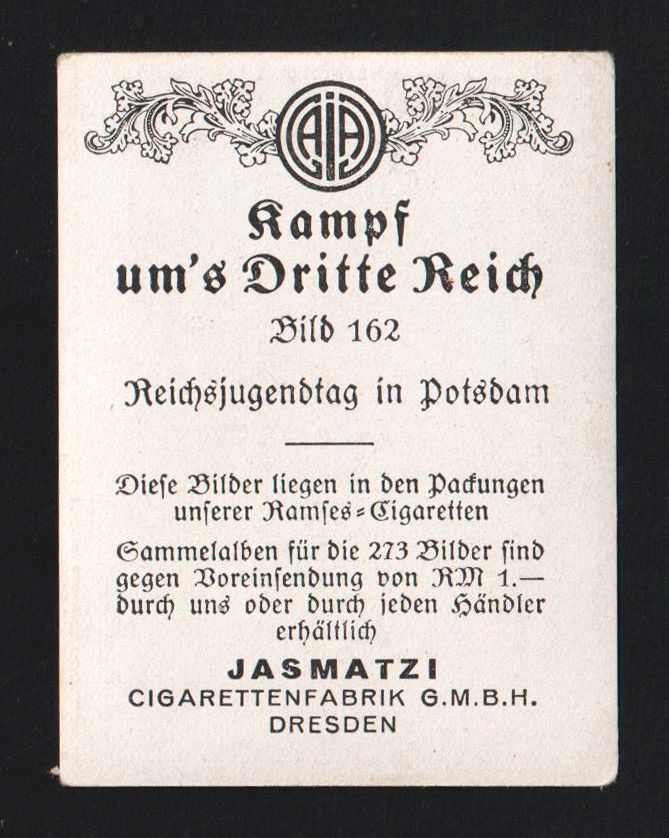 AIA
Kampf
um's Dritte Reich
Bild 162
Reichsjugendtag in Potsdam
Diese Bilder liegen in den Packungen
unserer Ramses-Cigaretten
Sammelalben für die 273 Bilder sind
gegen Voreinsendung von RM 1.—
durch uns oder durch jeden Händler
erhältlich
JASMATZI
CIGARETTENFABRIK G.M.B.H.
DRESDEN